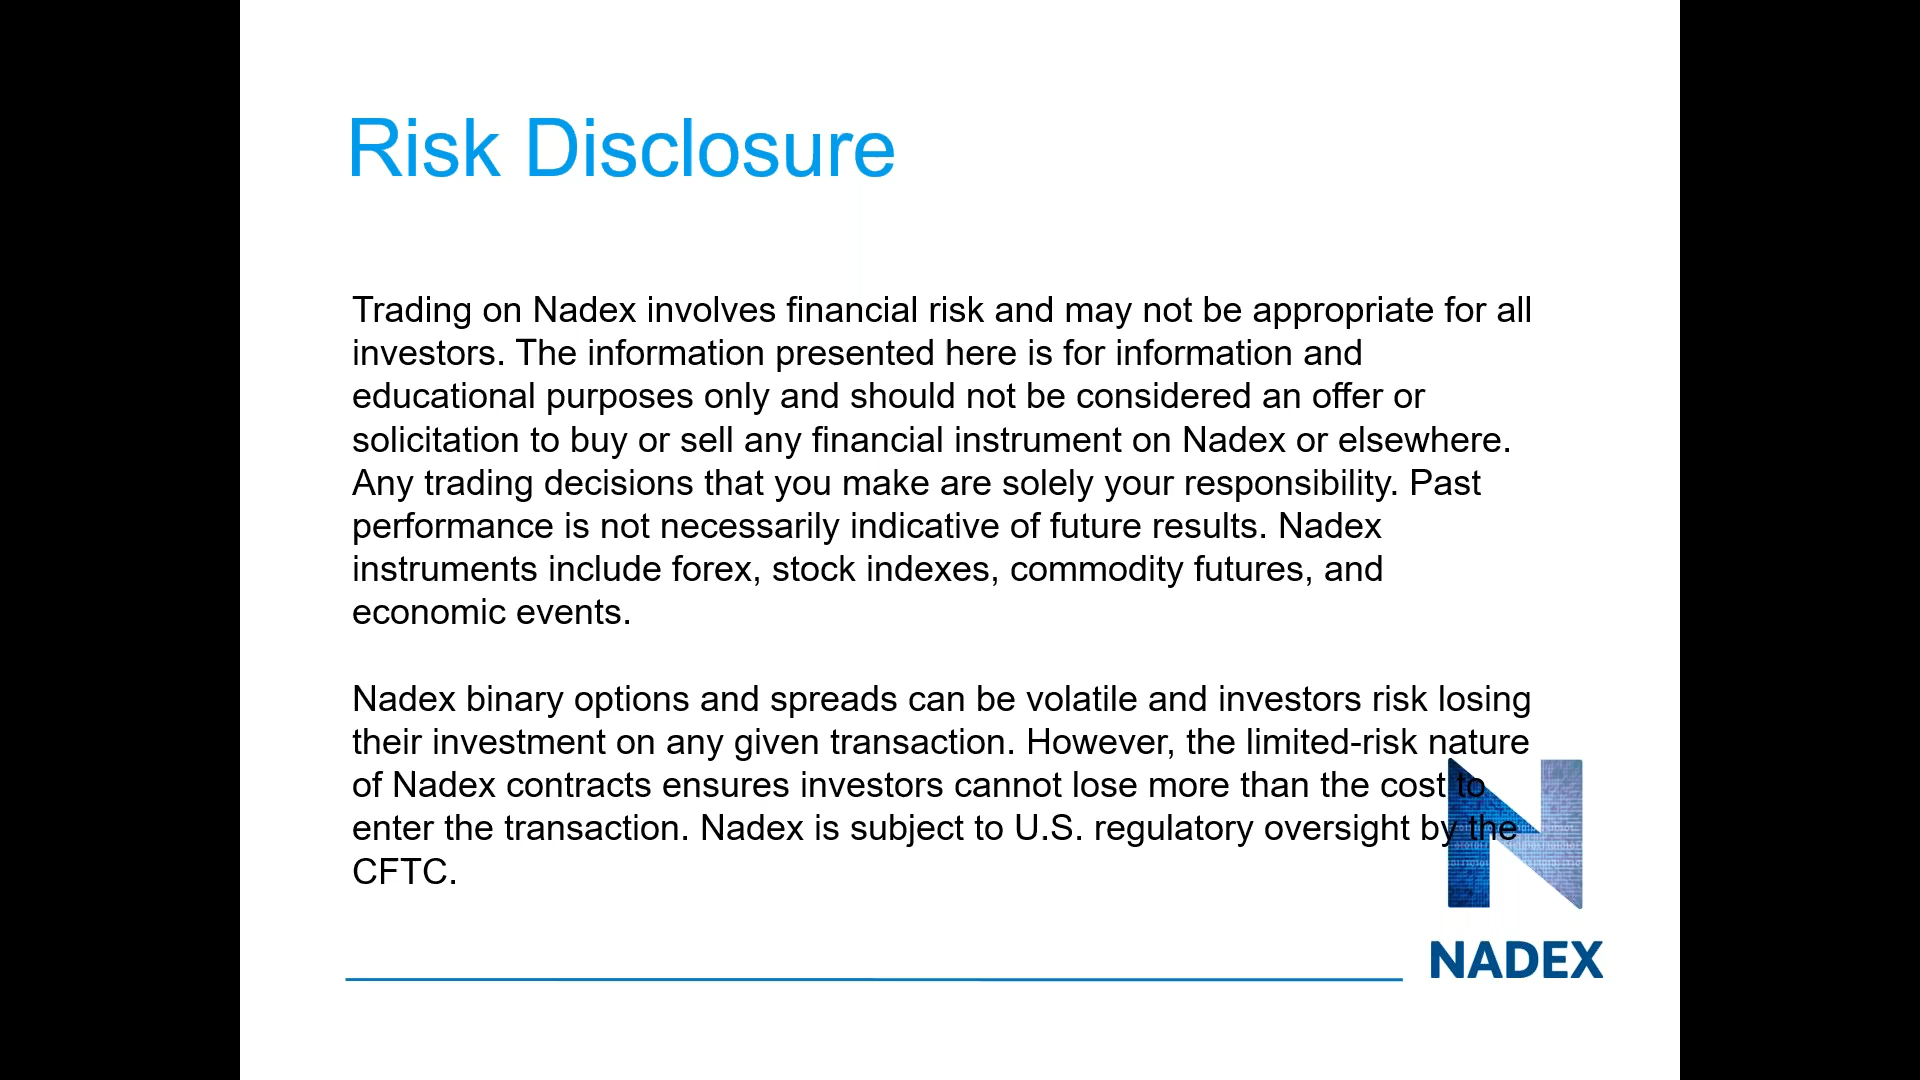 Risk Disclosure
Trading on Nadex involves financial risk and may not be appropriate for all
investors. The information presented here is for information and
educational purposes only and should not be considered an offer or
solicitation to buy or sell any financial instrument on Nadex or elsewhere.
Any trading decisions that you make are solely your responsibility. Past
performance is not necessarily indicative of future results. Nadex
instruments include forex, stock indexes, commodity futures, and
economic events.
Nadex binary options and spreads can be volatile and investors risk losing
their investment on any given transaction. However, the limited-risk nature
of Nadex contracts ensures investors cannot lose more than the cost to
enter the transaction. Nadex is subject to U.S. regulatory oversight by the
CFTC.
NADEX